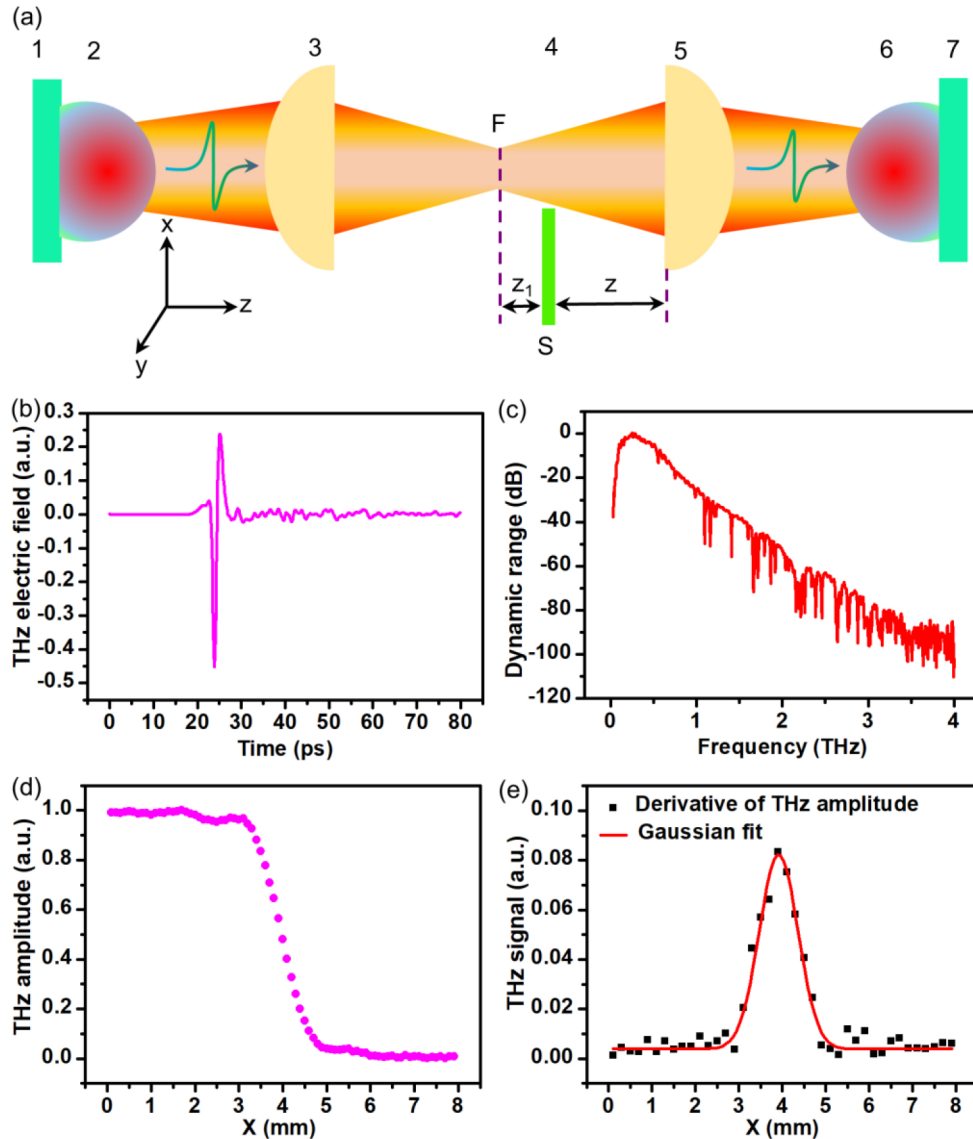 (a)
1 2 3 4 5 6 7
F
x
z
y
z1
z
S
(b)
THz electric field (a.u.)
0.3
0.2
0.1
0.0
-0.1
-0.2
-0.3
-0.4
-0.5
0 10 20 30 40 50 60 70 80
Time (ps)
(c)
Dynamic range (dB)
0
-20
-40
-60
-80
-100
-120
0 1 2 3 4
Frequency (THz)
(d)
THz amplitude (a.u.)
1.0
0.8
0.6
0.4
0.2
0.0
0 1 2 3 4 5 6 7 8
X (mm)
(e)
THz signal (a.u.)
0.10
0.08
0.06
0.04
0.02
0.00
Derivative of THz amplitude
Gaussian fit
0 1 2 3 4 5 6 7 8
X (mm)